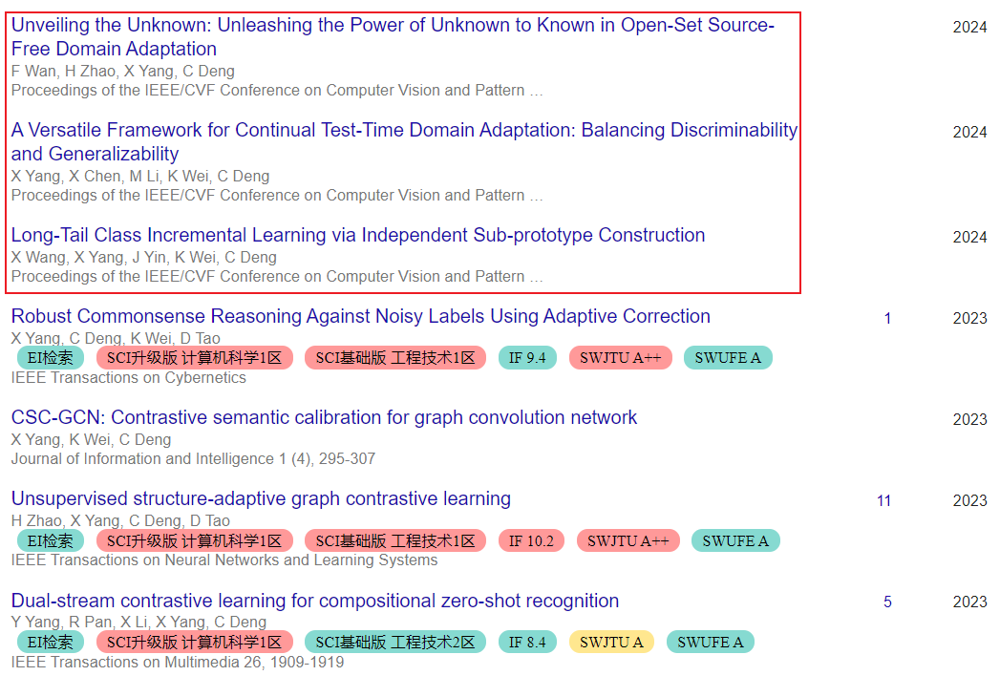 Unveiling the Unknown: Unleashing the Power of Unknown to Known in Open-Set Source- 2024
Free Domain Adaptation
F Wan, H Zhao, X Yang, C Deng
Proceedings of the IEEE/CVF Conference on Computer Vision and Pattern …
A Versatile Framework for Continual Test-Time Domain Adaptation: Balancing Discriminability 2024
and Generalizability
X Yang, X Chen, M Li, K Wei, C Deng
Proceedings of the IEEE/CVF Conference on Computer Vision and Pattern …
Long-Tail Class Incremental Learning via Independent Sub-prototype Construction 2024
X Wang, X Yang, J Yin, K Wei, C Deng
Proceedings of the IEEE/CVF Conference on Computer Vision and Pattern …
Robust Commonsense Reasoning Against Noisy Labels Using Adaptive Correction 1 2023
X Yang, C Deng, K Wei, D Tao
EI检索 SCI升级版 计算机科学1区 SCI基础版 工程技术1区 IF 9.4 SWJTU A++ SWUFE A
IEEE Transactions on Cybernetics
CSC-GCN: Contrastive semantic calibration for graph convolution network 2023
X Yang, K Wei, C Deng
Journal of Information and Intelligence 1 (4), 295-307
Unsupervised structure-adaptive graph contrastive learning 11 2023
H Zhao, X Yang, C Deng, D Tao
EI检索 SCI升级版 计算机科学1区 SCI基础版 工程技术1区 IF 10.2 SWJTU A++ SWUFE A
IEEE Transactions on Neural Networks and Learning Systems
Dual-stream contrastive learning for compositional zero-shot recognition 5 2023
Y Yang, R Pan, X Li, X Yang, C Deng
EI检索 SCI升级版 计算机科学1区 SCI基础版 工程技术2区 IF 8.4 SWJTU A SWUFE A
IEEE Transactions on Multimedia 26, 1909-1919